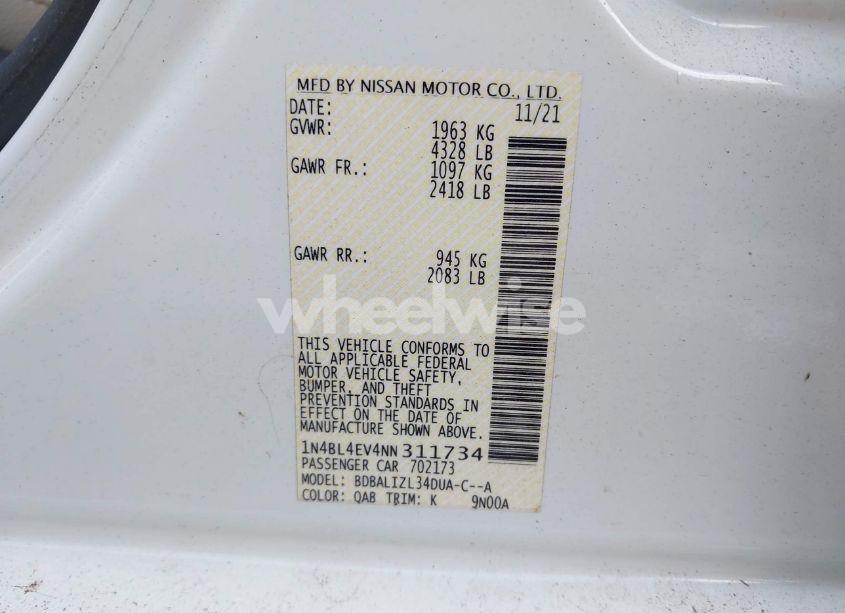 MFD BY NISSAN MOTOR CO., LTD.
DATE: 11/21
GVWR: 1963 KG
4328 LB
GAWR FR.: 1097 KG
2418 LB
GAWR RR.: 945 KG
2083 LB
wheelwise
THIS VEHICLE CONFORMS TO
ALL APPLICABLE FEDERAL
MOTOR VEHICLE SAFETY,
BUMPER, AND THEFT
PREVENTION STANDARDS IN
EFFECT ON THE DATE OF
MANUFACTURE SHOWN ABOVE.
1N4BL4EV4NN311734
PASSENGER CAR 702173
MODEL: BDBALIZL34DUA-C--A
COLOR: QAB TRIM: K 9N00A